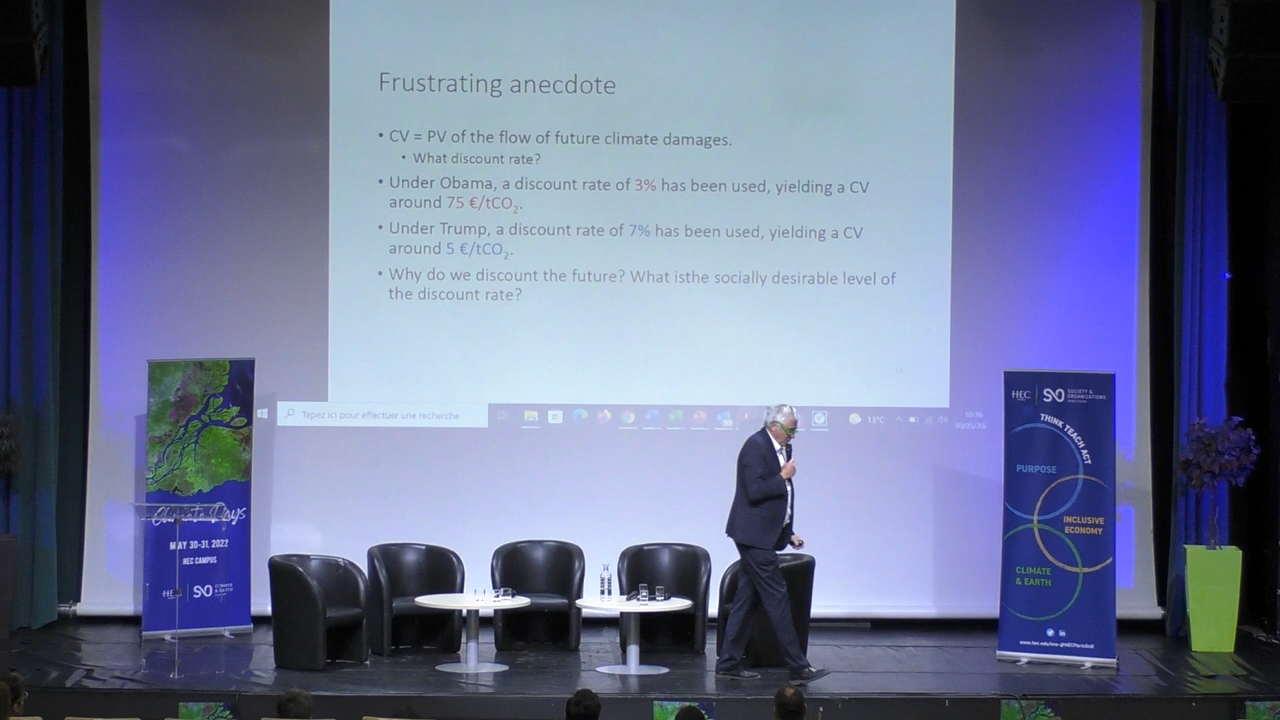 Frustrating anecdote
• CV = PV of the flow of future climate damages.
• What discount rate?
• Under Obama, a discount rate of 3% has been used, yielding a CV
around 75 €/tCO₂.
• Under Trump, a discount rate of 7% has been used, yielding a CV
around 5 €/tCO₂.
• Why do we discount the future? What isthe socially desirable level of
the discount rate?
Tapez ici pour effectuer une recherche
13°C
Climate Days
MAY 30-31, 2022
HEC CAMPUS
HEC
SOCIETY &
ORGANIZATIONS
THINK TEACH ACT
PURPOSE
INCLUSIVE
ECONOMY
CLIMATE
& EARTH